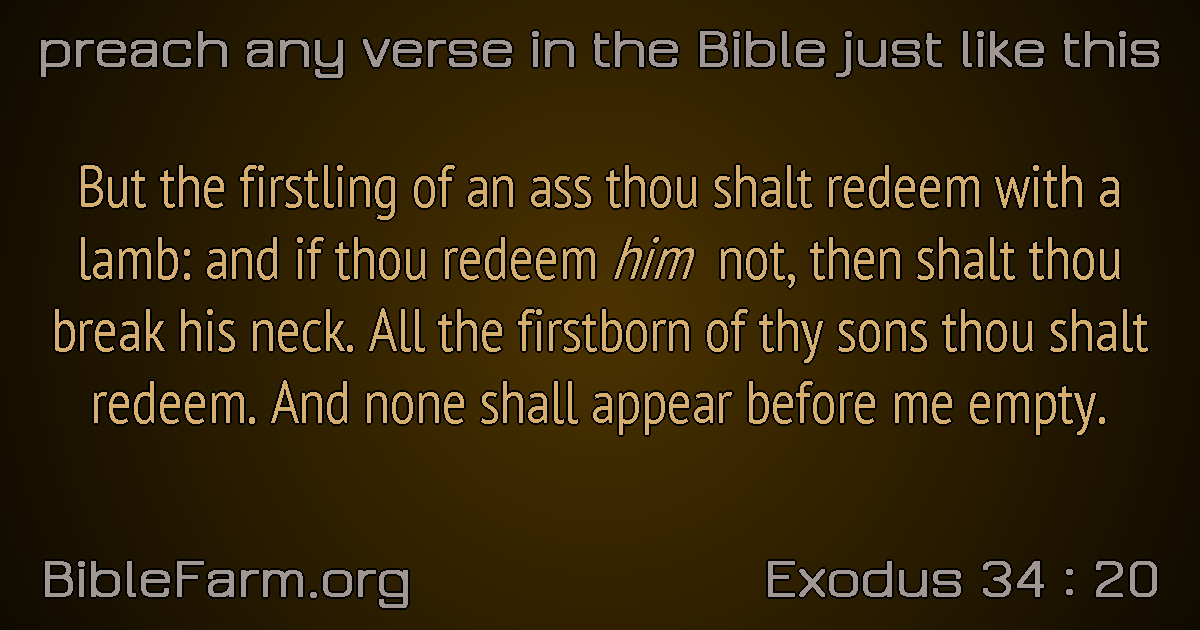 preach any verse in the Bible just like this
But the firstling of an ass thou shalt redeem with a
lamb: and if thou redeem him not, then shalt thou
break his neck. All the firstborn of thy sons thou shalt
redeem. And none shall appear before me empty.
BibleFarm.org
Exodus 34 : 20